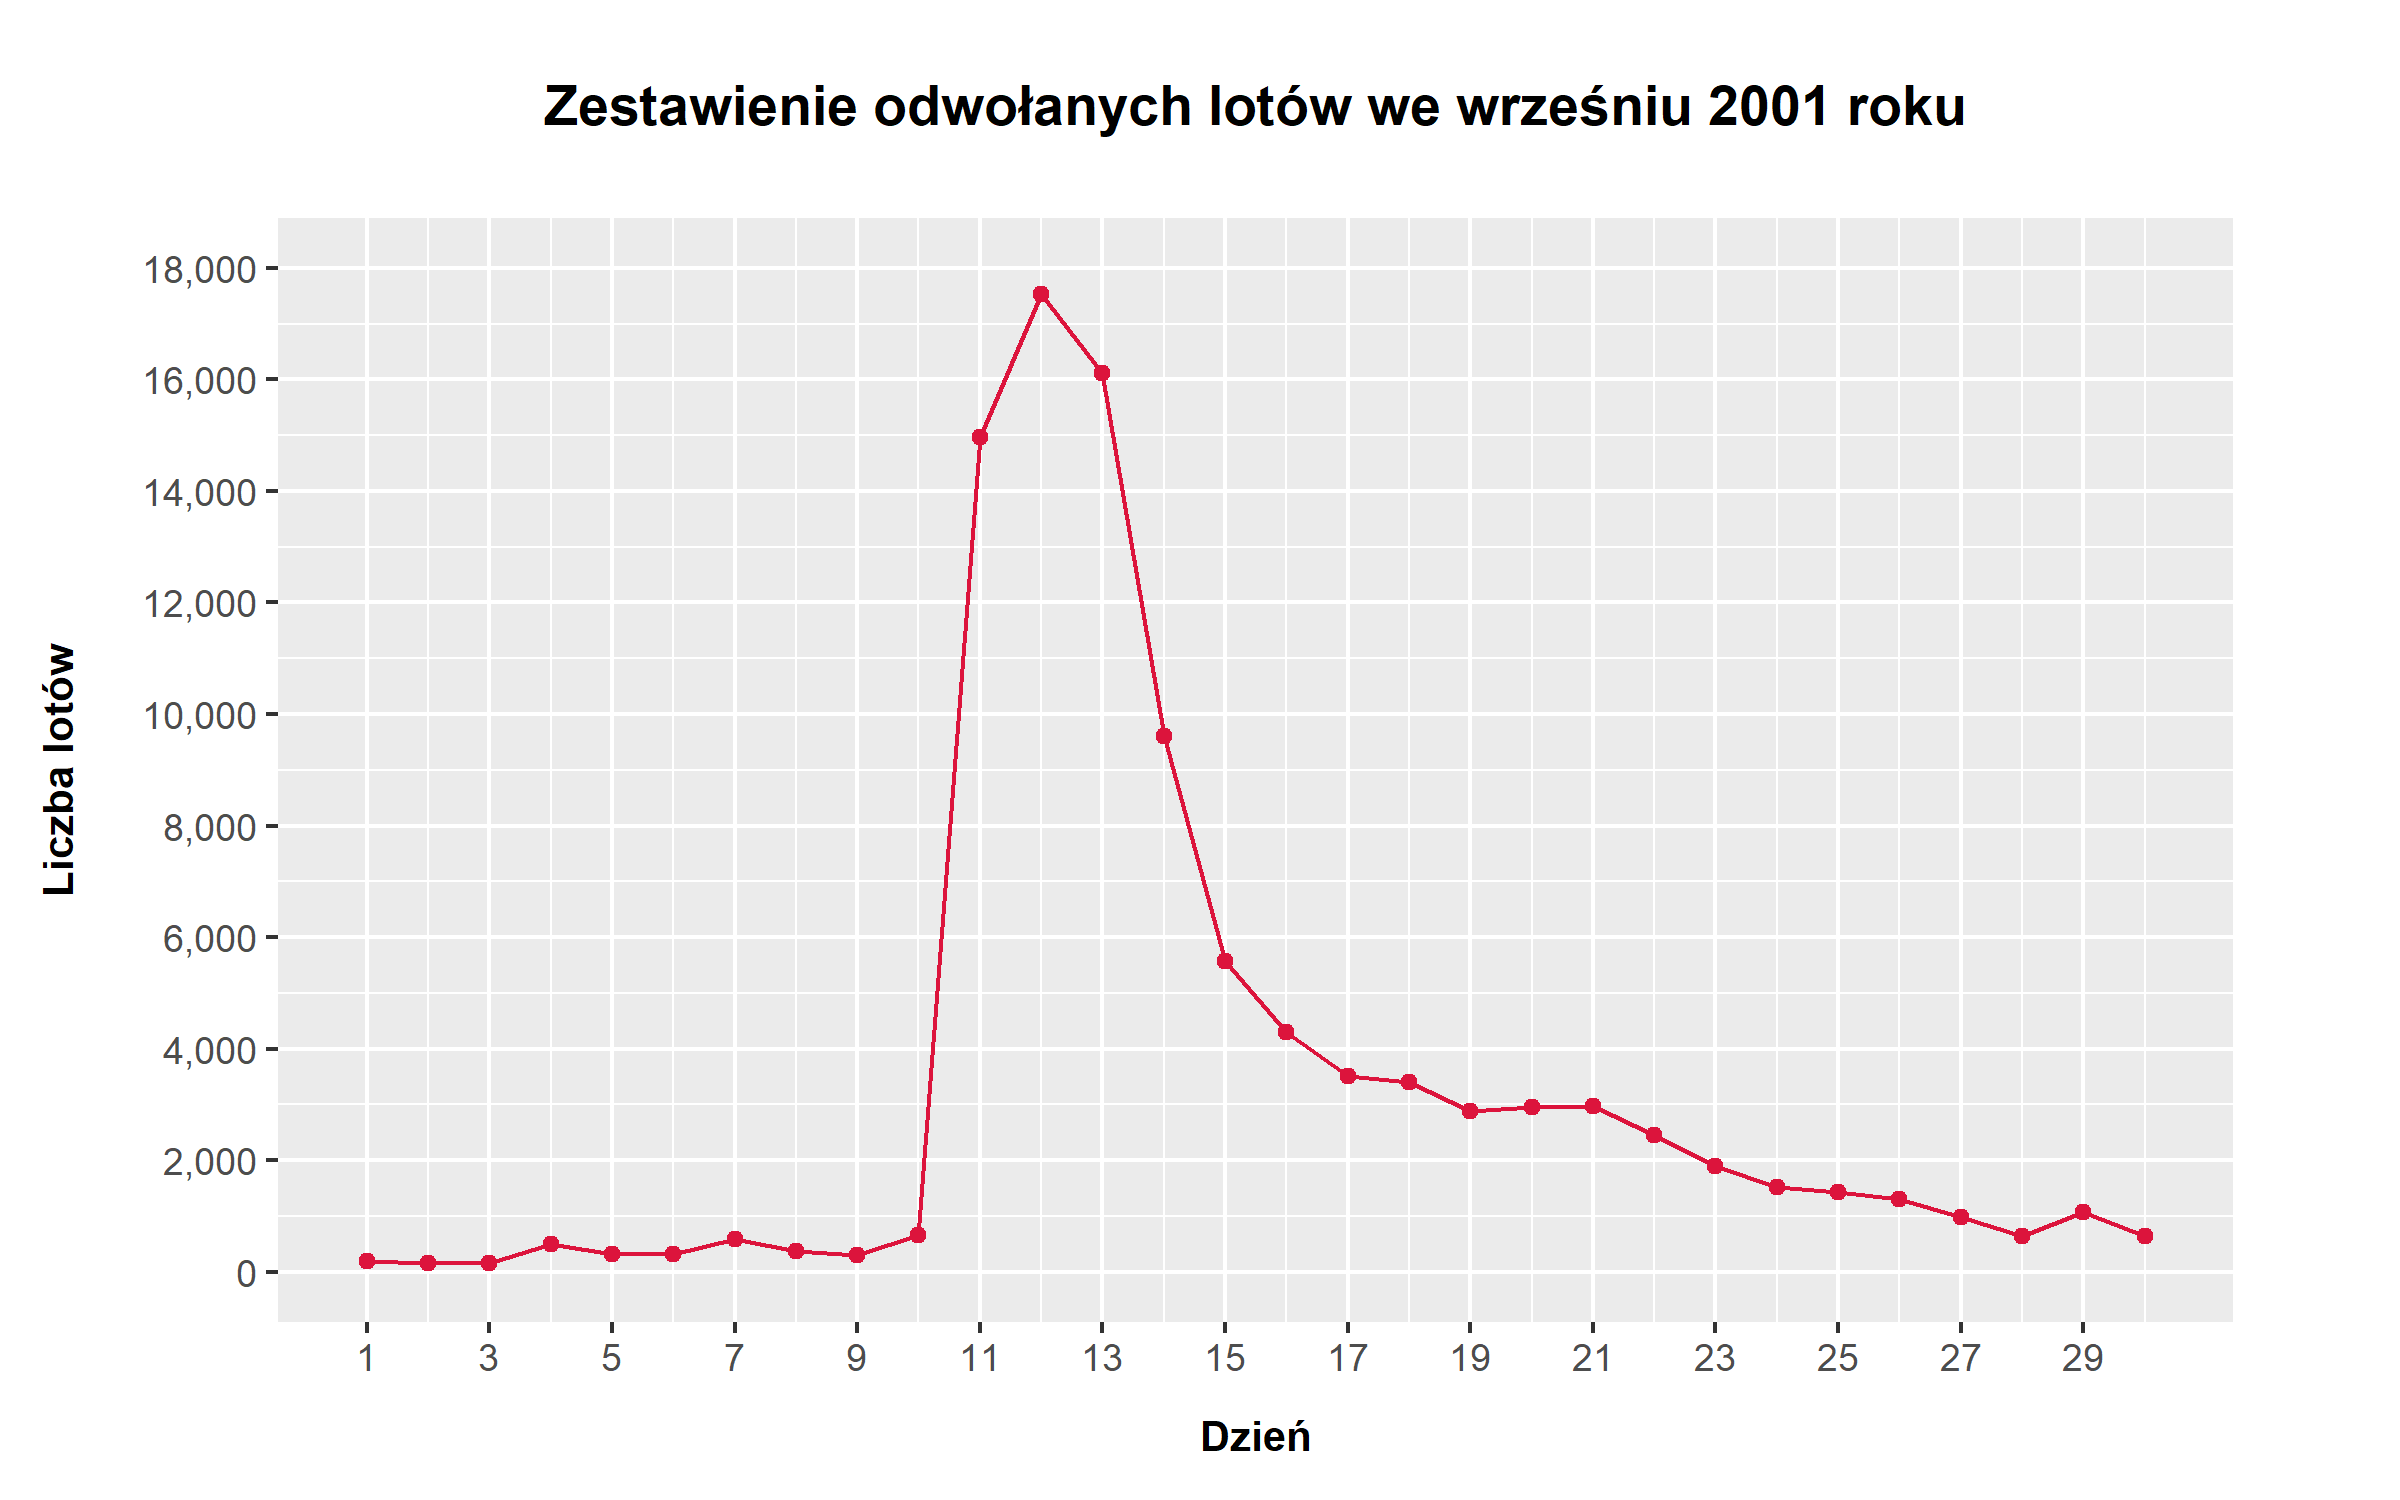 Zestawienie odwołanych lotów we wrześniu 2001 roku
18,000
16,000
14,000
12,000
10,000
8,000
6,000
4,000
2,000
0
Liczba lotów
1 3 5 7 9 11 13 15 17 19 21 23 25 27 29
Dzień